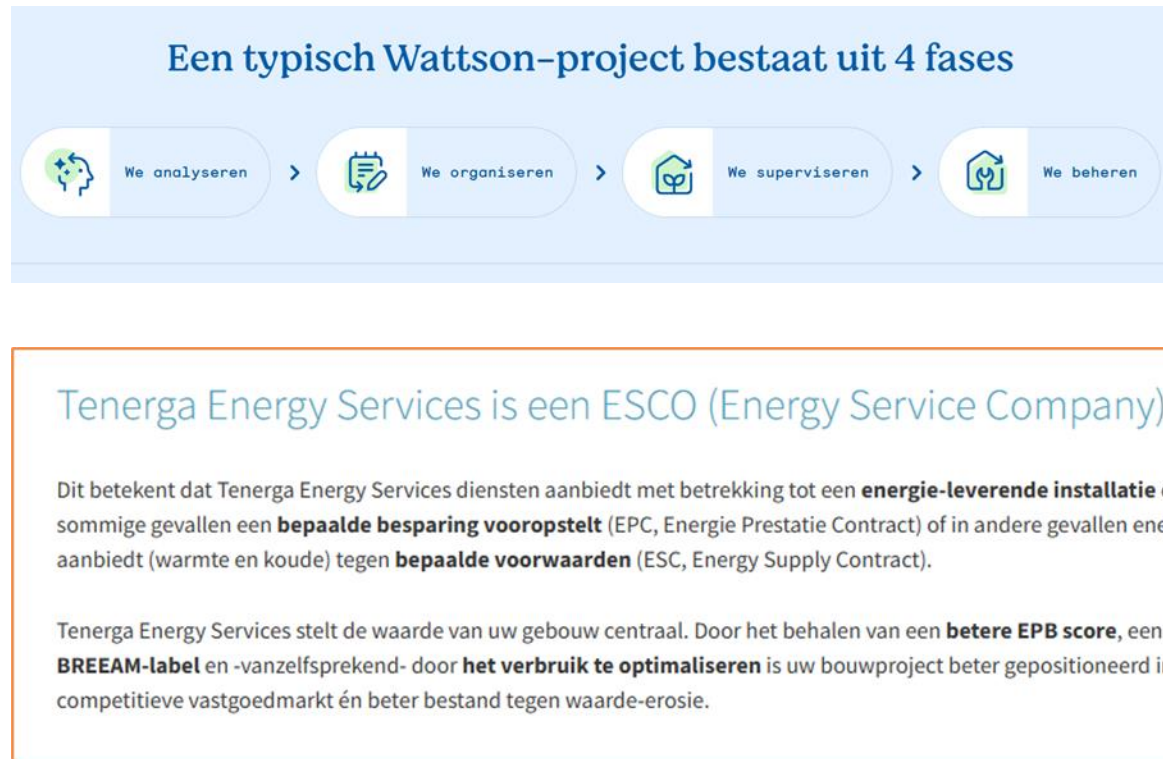 Een typisch Wattson-project bestaat uit 4 fases
We analyseren > We organiseren > We superviseren > We beheren
Tenerga Energy Services is een ESCO (Energy Service Company)
Dit betekent dat Tenerga Energy Services diensten aanbiedt met betrekking tot een energie-leverende installatie
sommige gevallen een bepaalde besparing vooropstelt (EPC, Energie Prestatie Contract) of in andere gevallen ene
aanbiedt (warmte en koude) tegen bepaalde voorwaarden (ESC, Energy Supply Contract).
Tenerga Energy Services stelt de waarde van uw gebouw centraal. Door het behalen van een betere EPB score, een
BREEAM-label en -vanzelfsprekend- door het verbruik te optimaliseren is uw bouwproject beter gepositioneerd in
competitieve vastgoedmarkt én beter bestand tegen waarde-erosie.